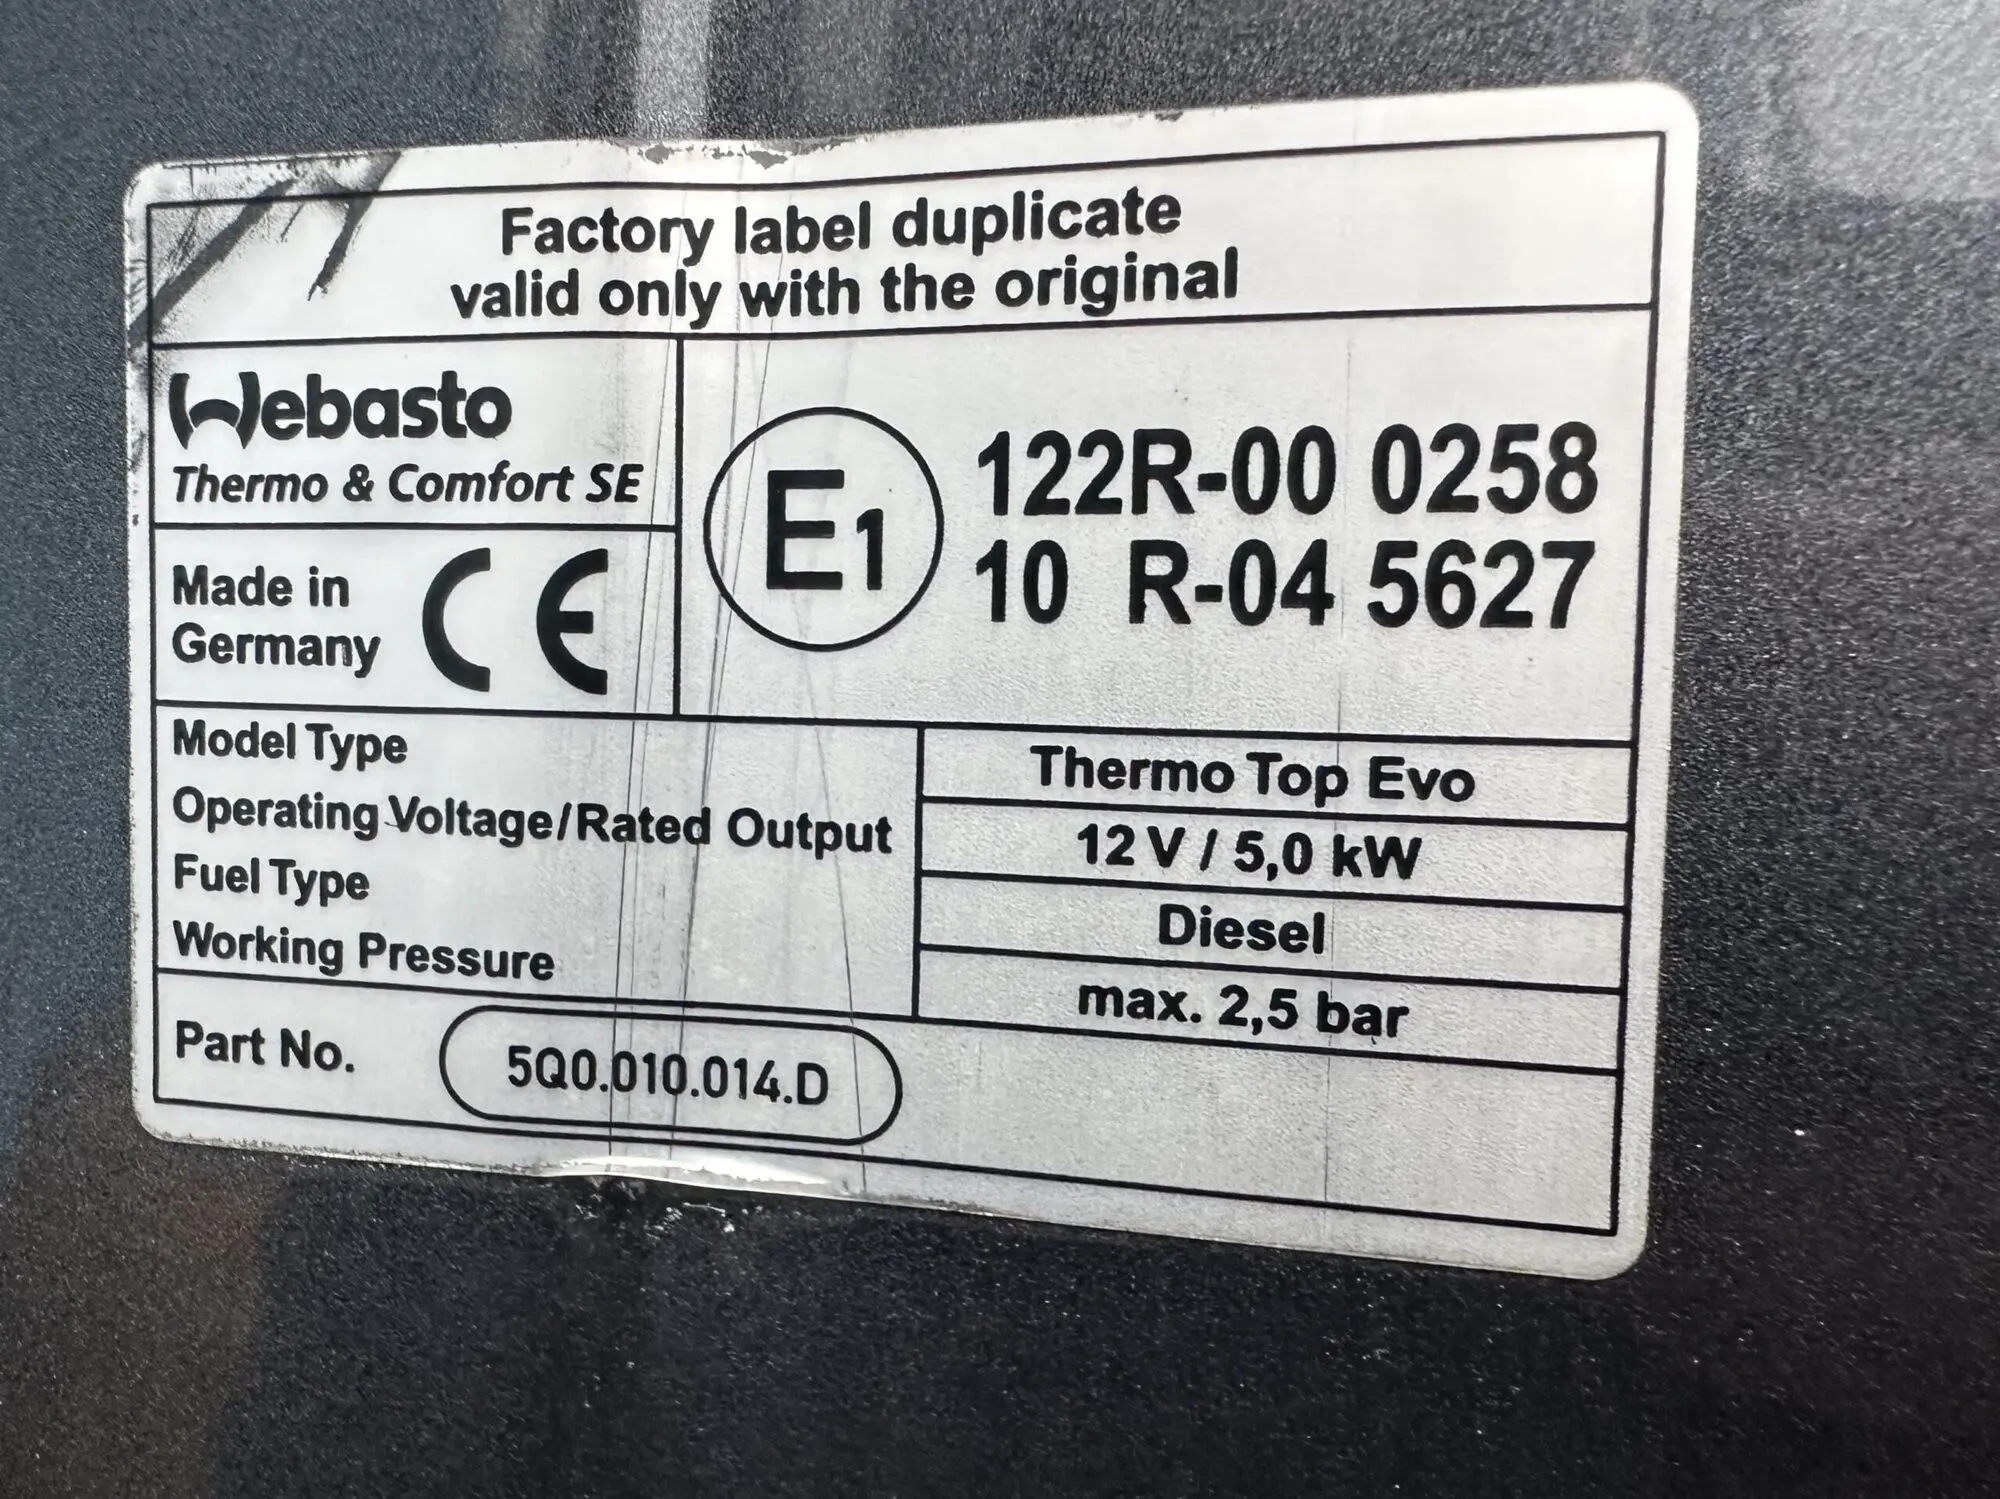 Factory label duplicate
valid only with the original
Webasto
Thermo & Comfort SE
Made in
Germany
CE
E1
122R-00 0258
10 R-04 5627
Model Type
Thermo Top Evo
Operating Voltage/Rated Output
12 V / 5,0 kW
Fuel Type
Diesel
Working Pressure
max. 2,5 bar
Part No.
5Q0.010.014.D